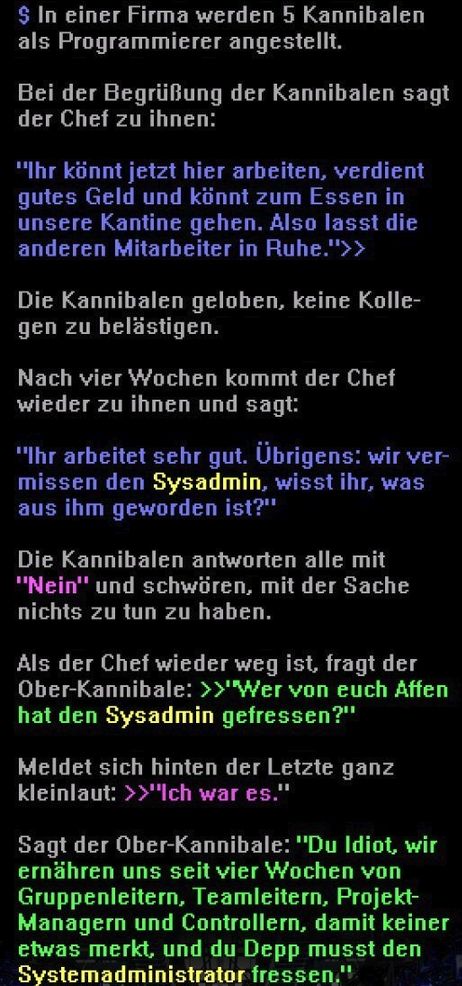 $ In einer Firma werden 5 Kannibalen
als Programmierer angestellt.
Bei der Begrüßung der Kannibalen sagt
der Chef zu ihnen:
"Ihr könnt jetzt hier arbeiten, verdient
gutes Geld und könnt zum Essen in
unsere Kantine gehen. Also lasst die
anderen Mitarbeiter in Ruhe.">>
Die Kannibalen geloben, keine Kolle-
gen zu belästigen.
Nach vier Wochen kommt der Chef
wieder zu ihnen und sagt:
"Ihr arbeitet sehr gut. Übrigens: wir ver-
missen den Sysadmin, wisst ihr, was
aus ihm geworden ist?"
Die Kannibalen antworten alle mit
"Nein" und schwören, mit der Sache
nichts zu tun zu haben.
Als der Chef wieder weg ist, fragt der
Ober-Kannibale: >>"Wer von euch Affen
hat den Sysadmin gefressen?"
Meldet sich hinten der Letzte ganz
kleinlaut: >>"Ich war es."
Sagt der Ober-Kannibale: "Du Idiot, wir
ernähren uns seit vier Wochen von
Gruppenleitern, Teamleitern, Projekt-
Managern und Controllern, damit keiner
etwas merkt, und du Depp musst den
Systemadministrator fressen."